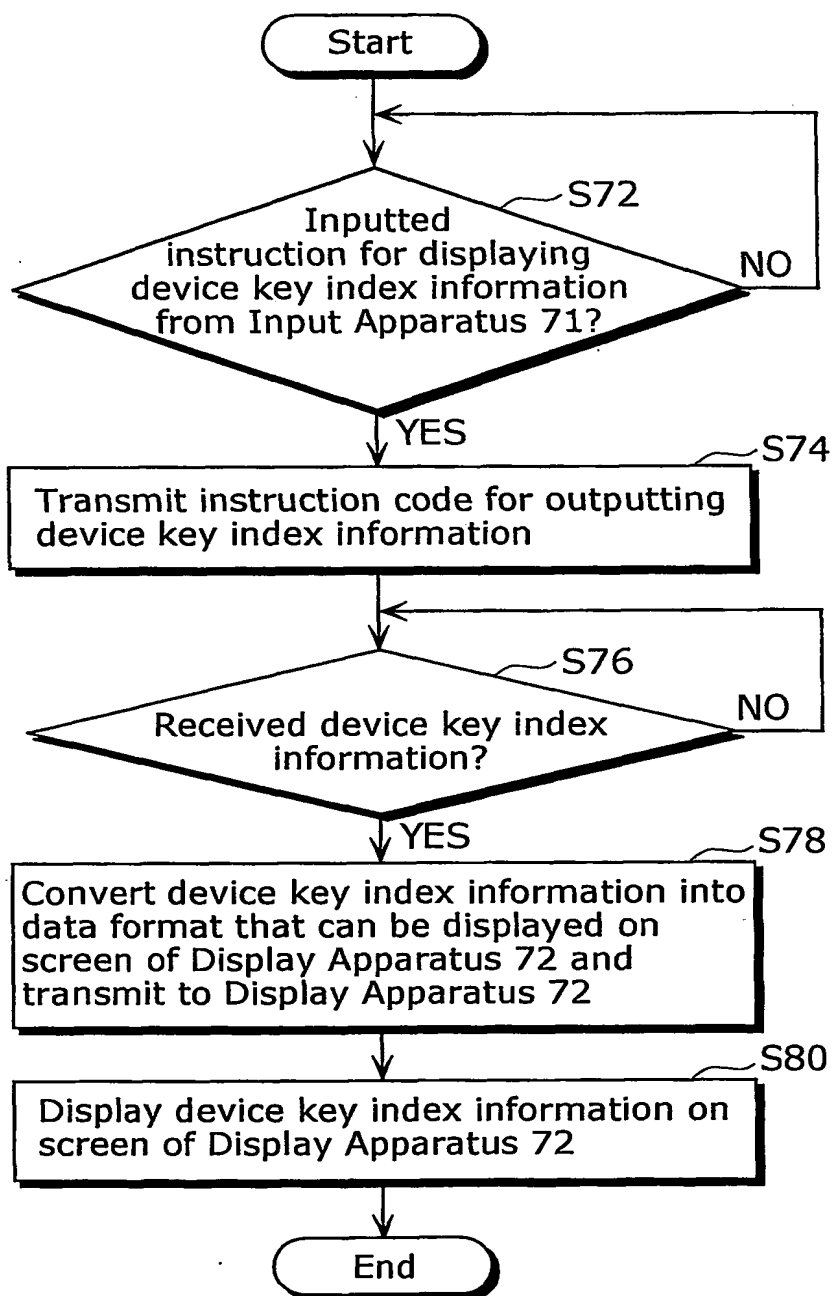 Start
S72
Inputted
instruction for displaying
device key index information
from Input Apparatus 71?
NO
YES
S74
Transmit instruction code for outputting
device key index information
S76
Received device key index
information?
NO
YES
S78
Convert device key index information into
data format that can be displayed on
screen of Display Apparatus 72 and
transmit to Display Apparatus 72
S80
Display device key index information on
screen of Display Apparatus 72
End